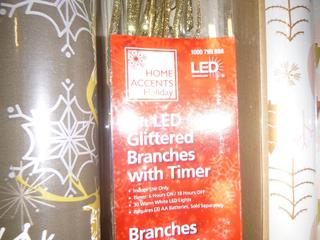 HOME
ACCENTS
Holiday
1000 795 888
LED
LED
Glittered
Branches
with Timer
• Indoor Use Only
• Timer: 6 Hours ON / 18 Hours OFF
• 30 Warm White LED Lights
• Requires (3) AA Batteries, Sold Separately
Branches